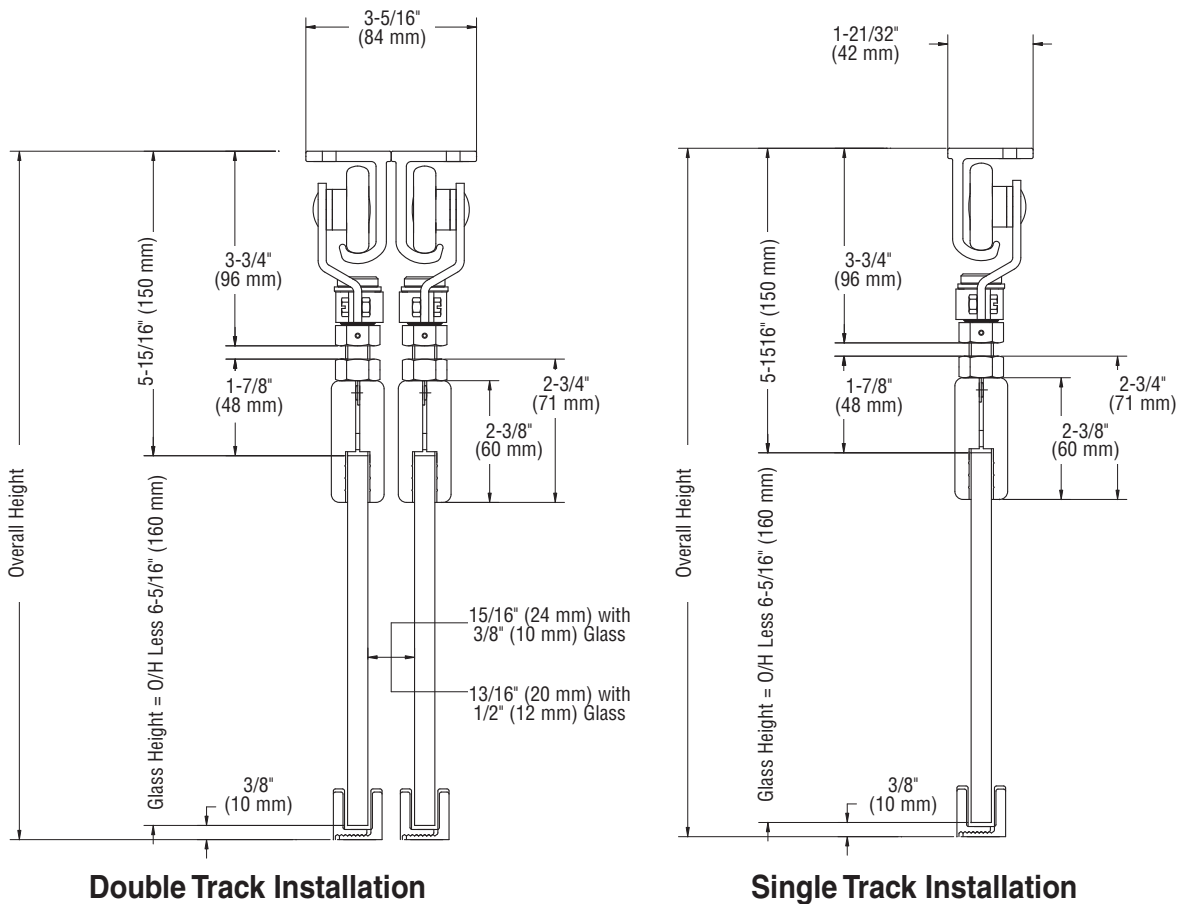 3-5/16"
(84 mm)
1-21/32"
(42 mm)
Overall Height
5-15/16" (150 mm)
3-3/4"
(96 mm)
1-7/8"
(48 mm)
2-3/4"
(71 mm)
2-3/8"
(60 mm)
Glass Height = O/H Less 6-5/16" (160 mm)
15/16" (24 mm) with
3/8" (10 mm) Glass
13/16" (20 mm) with
1/2" (12 mm) Glass
3/8"
(10 mm)
Double Track Installation
Overall Height
5-1516" (150 mm)
3-3/4"
(96 mm)
1-7/8"
(48 mm)
2-3/4"
(71 mm)
2-3/8"
(60 mm)
Glass Height = O/H Less 6-5/16" (160 mm)
3/8"
(10 mm)
Single Track Installation